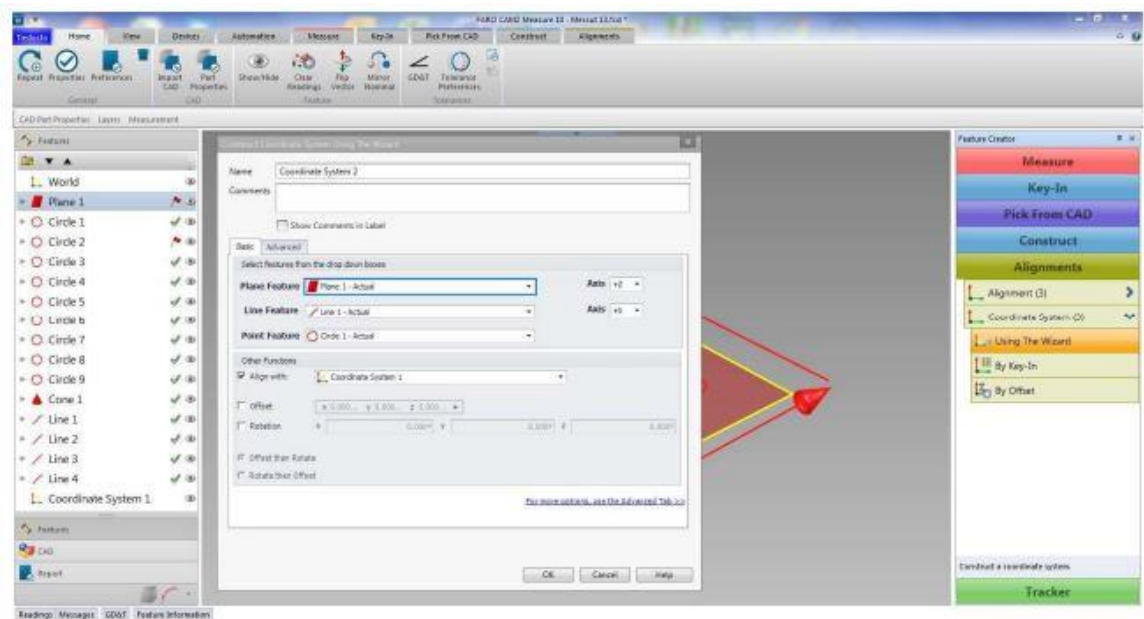 FARO CAM2 Measure 10 - Messut 13.fcd *
Home View Devices Automation Measure Key-In Pick From CAD Construct Alignments
Repeat Properties Preferences Import CAD Part Properties Show/Hide Clear Readings Flip Vector Mirror Nominal GD&T Tolerance Preferences
General CAD Feature Tolerances
CAD Part Properties Layers Measurement
Features
World
Plane 1
Circle 1
Circle 2
Circle 3
Circle 4
Circle 5
Circle 6
Circle 7
Circle 8
Circle 9
Cone 1
Line 1
Line 2
Line 3
Line 4
Coordinate System 1
Features
CAD
Report
Readings Messages GD&T Feature Information
Construct Coordinate System Using The Wizard
Name Coordinate System 2
Comments
Show Comments in Label
Basic Advanced
Select features from the drop down boxes
Plane Feature Plane 1 - Actual Axis +Z
Line Feature Line 1 - Actual Axis
Point Feature Circle 1 - Actual
Other Functions
Align with: Coordinate System 1
Offset
Rotation
Offset then Rotate
Rotate then Offset
For more options, use the Advanced Tab >>
OK Cancel Help
Feature Creator
Measure
Key-In
Pick From CAD
Construct
Alignments
Alignment (3)
Coordinate System (3)
Using The Wizard
By Key-In
By Offset
Construct a coordinate system
Tracker